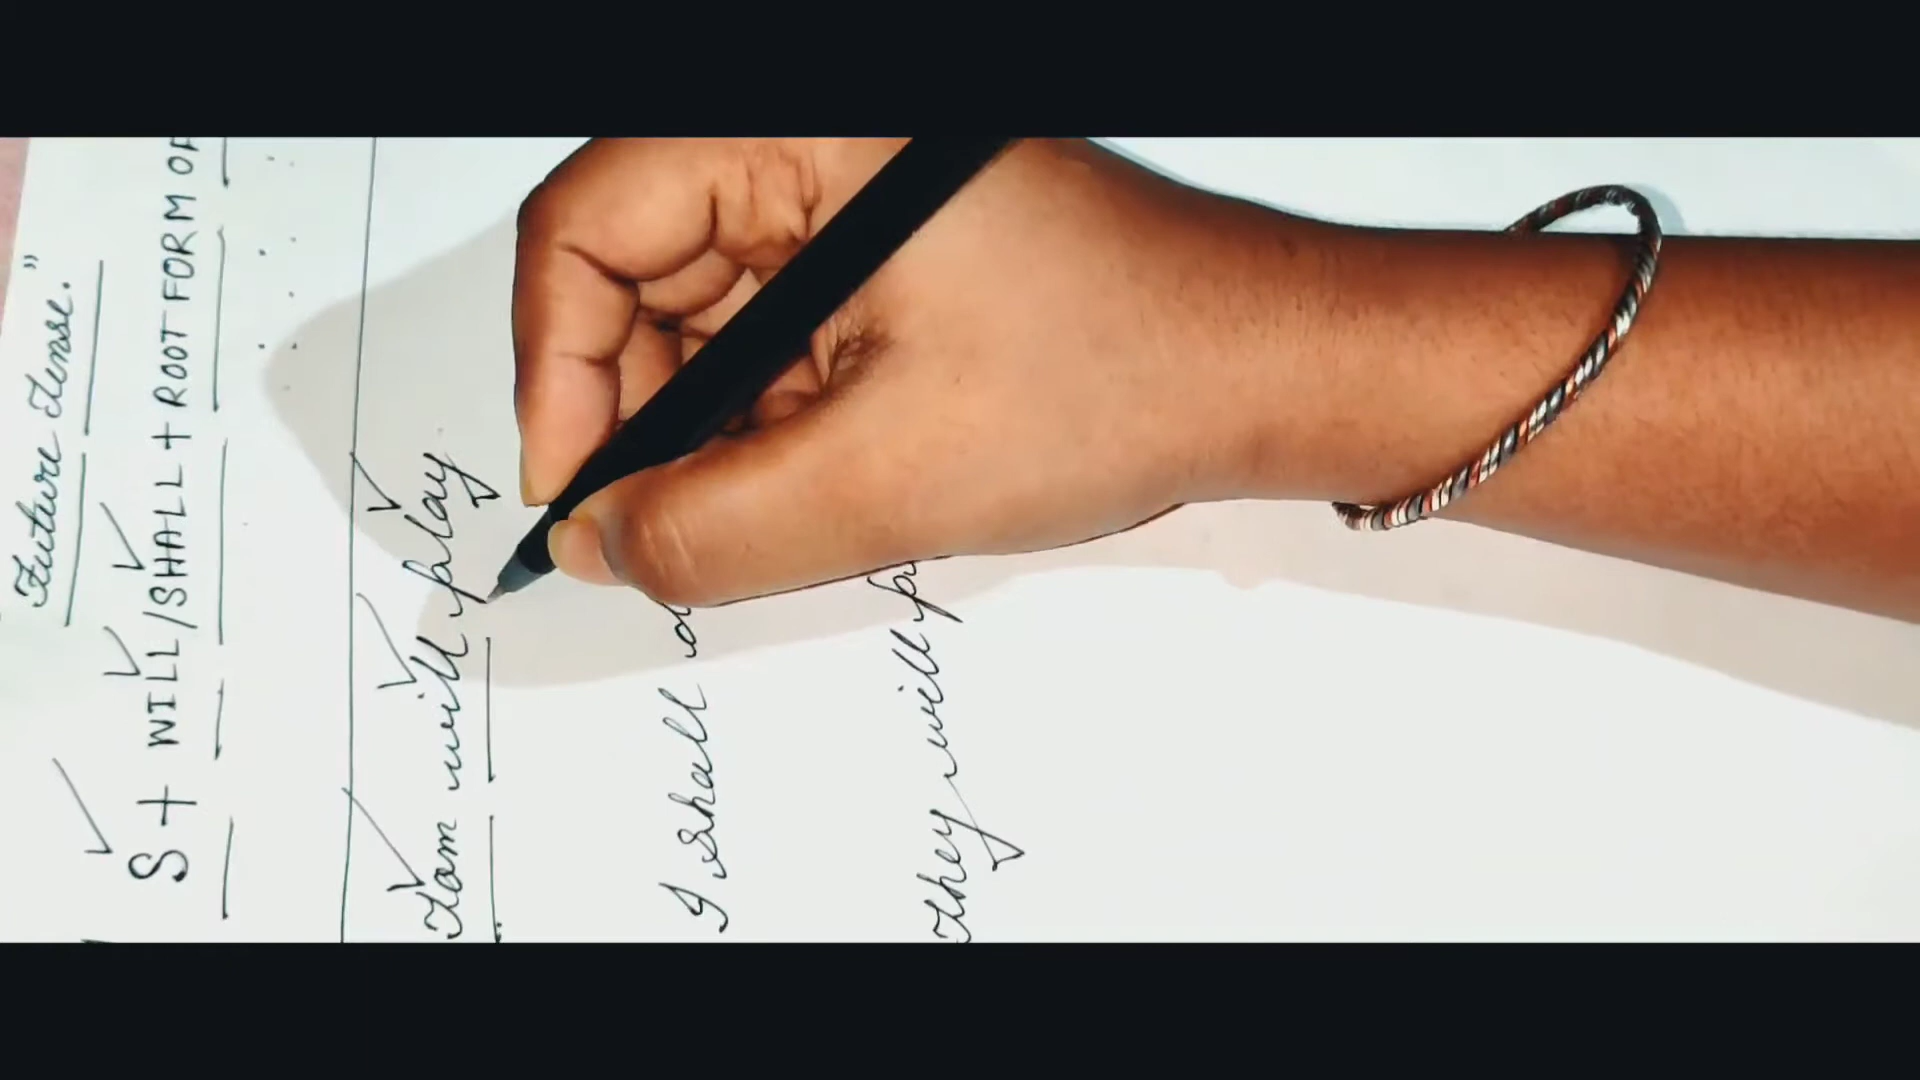 Future Tense."
S + WILL/SHALL + ROOT FORM OF
Tom will play
I shall
They will